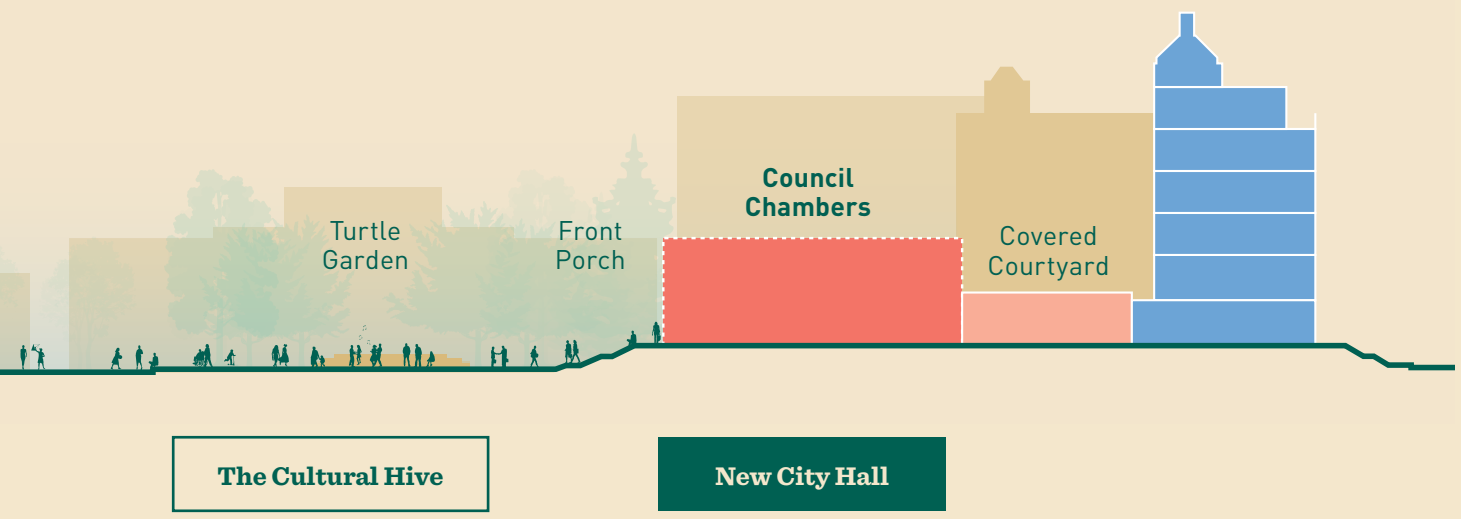 Turtle
Garden
Front
Porch
Council
Chambers
Covered
Courtyard
The Cultural Hive
New City Hall